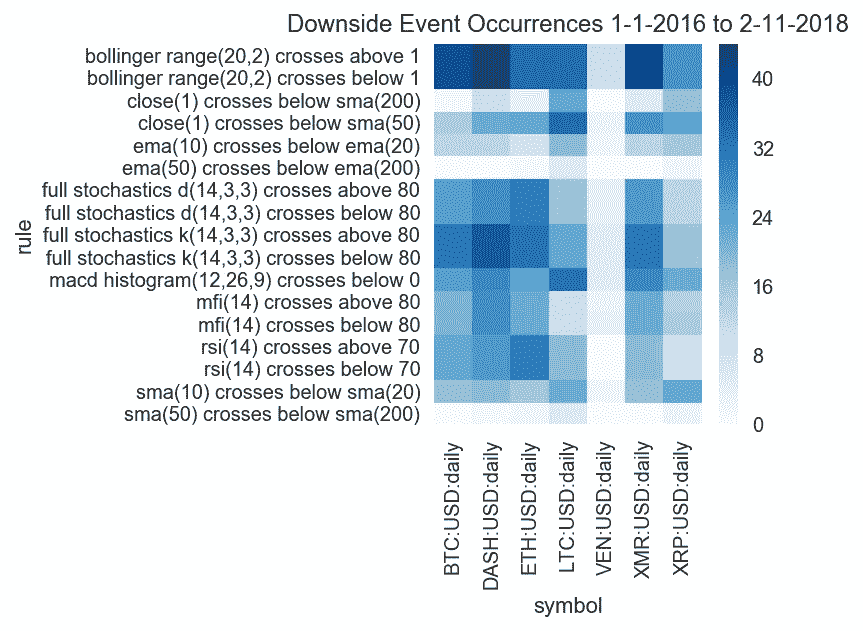 Downside Event Occurrences 1-1-2016 to 2-11-2018
bollinger range(20,2) crosses above 1
bollinger range(20,2) crosses below 1
close(1) crosses below sma(200)
close(1) crosses below sma(50)
ema(10) crosses below ema(20)
ema(50) crosses below ema(200)
full stochastics d(14,3,3) crosses above 80
full stochastics d(14,3,3) crosses below 80
full stochastics k(14,3,3) crosses above 80
full stochastics k(14,3,3) crosses below 80
macd histogram(12,26,9) crosses below 0
mfi(14) crosses above 80
mfi(14) crosses below 80
rsi(14) crosses above 70
rsi(14) crosses below 70
sma(10) crosses below sma(20)
sma(50) crosses below sma(200)
rule
40
32
24
16
8
0
BTC:USD:daily
DASH:USD:daily
ETH:USD:daily
LTC:USD:daily
VEN:USD:daily
XMR:USD:daily
XRP:USD:daily
symbol